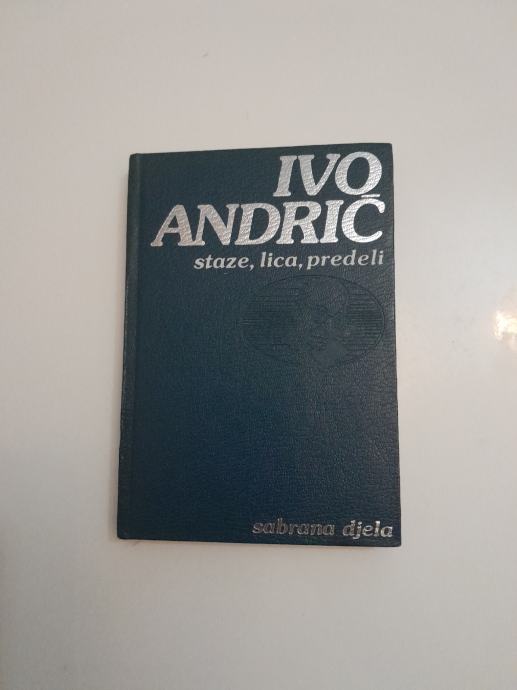 IVO
ANDRIĆ
staze, lica, predeli
sabrana djela